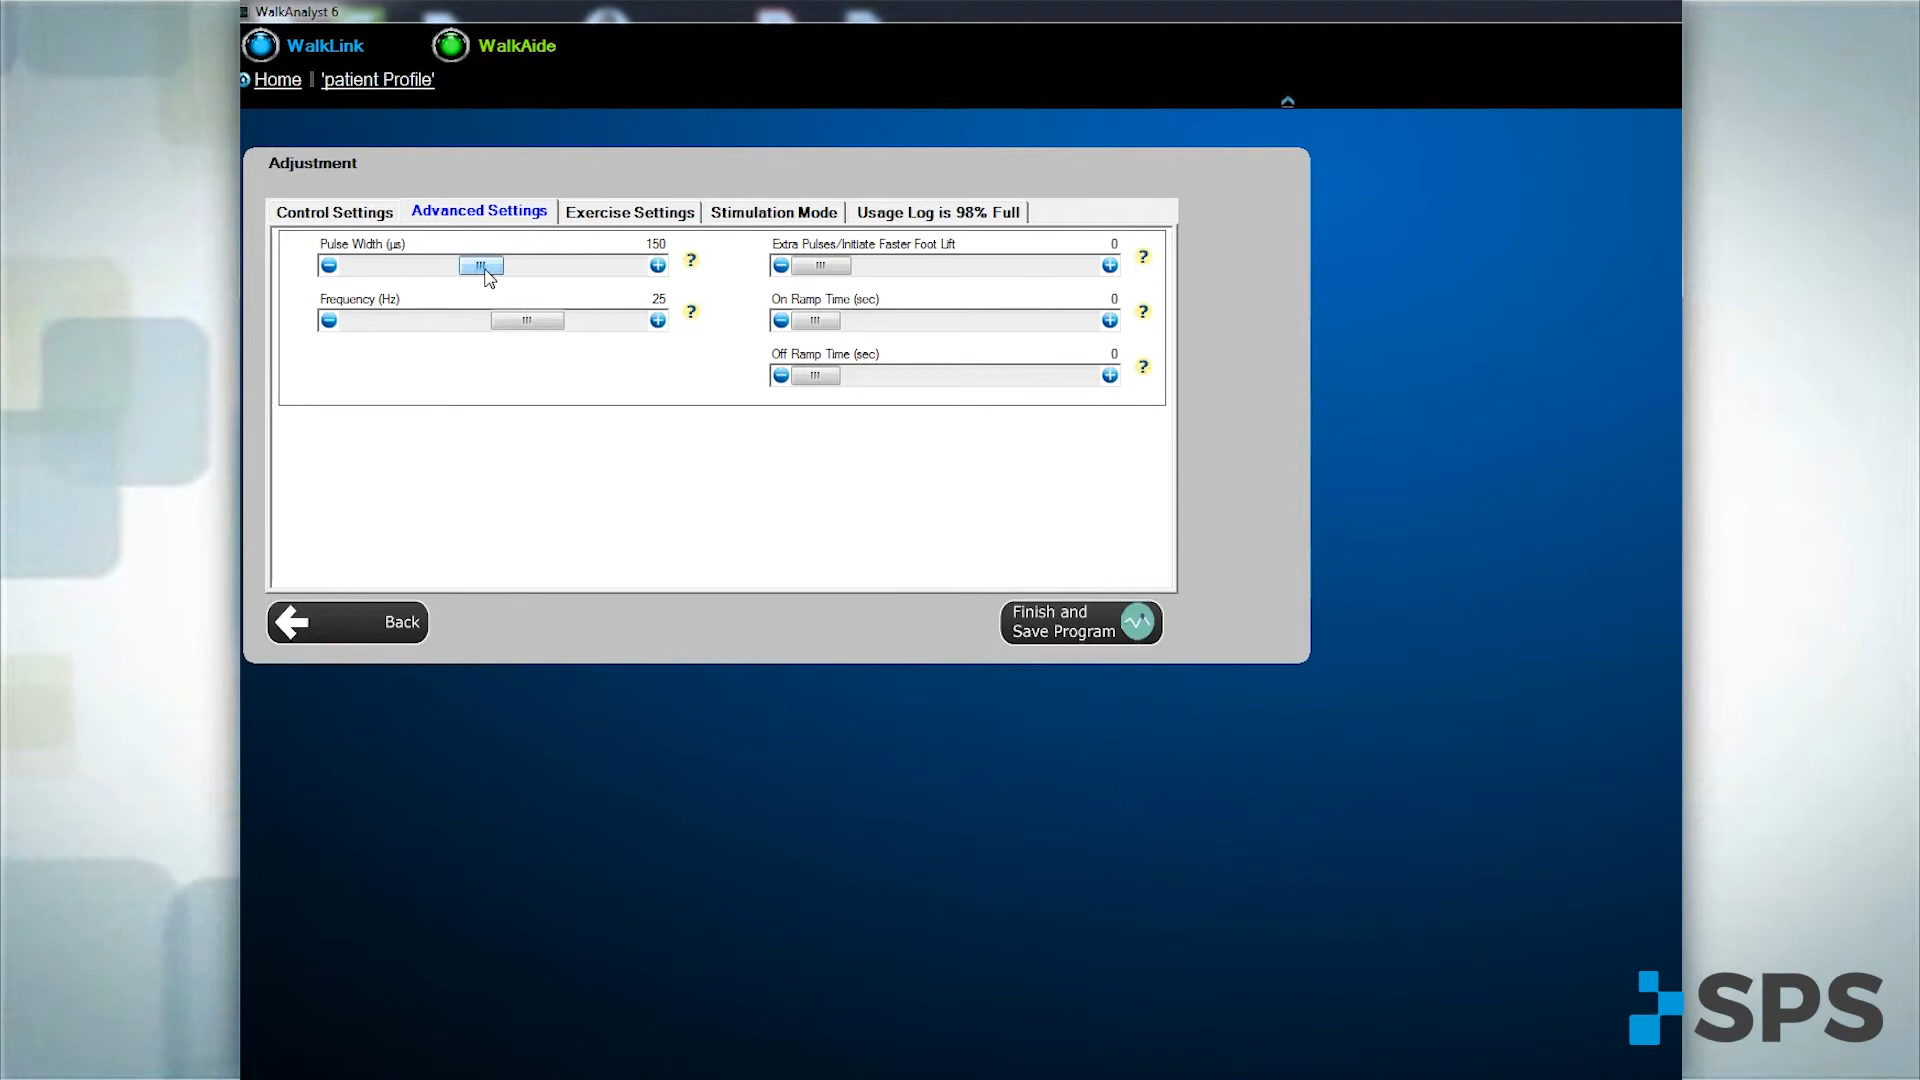 WalkAnalyst 6
WalkLink WalkAide
Home 'patient Profile'
Adjustment
Control Settings Advanced Settings Exercise Settings Stimulation Mode Usage Log is 98% Full
Pulse Width (µs) 150 ? Extra Pulses/Initiate Faster Foot Lift 0 ?
Frequency (Hz) 25 ? On Ramp Time (sec) 0 ?
Off Ramp Time (sec) 0 ?
Back Finish and
Save Program
SPS